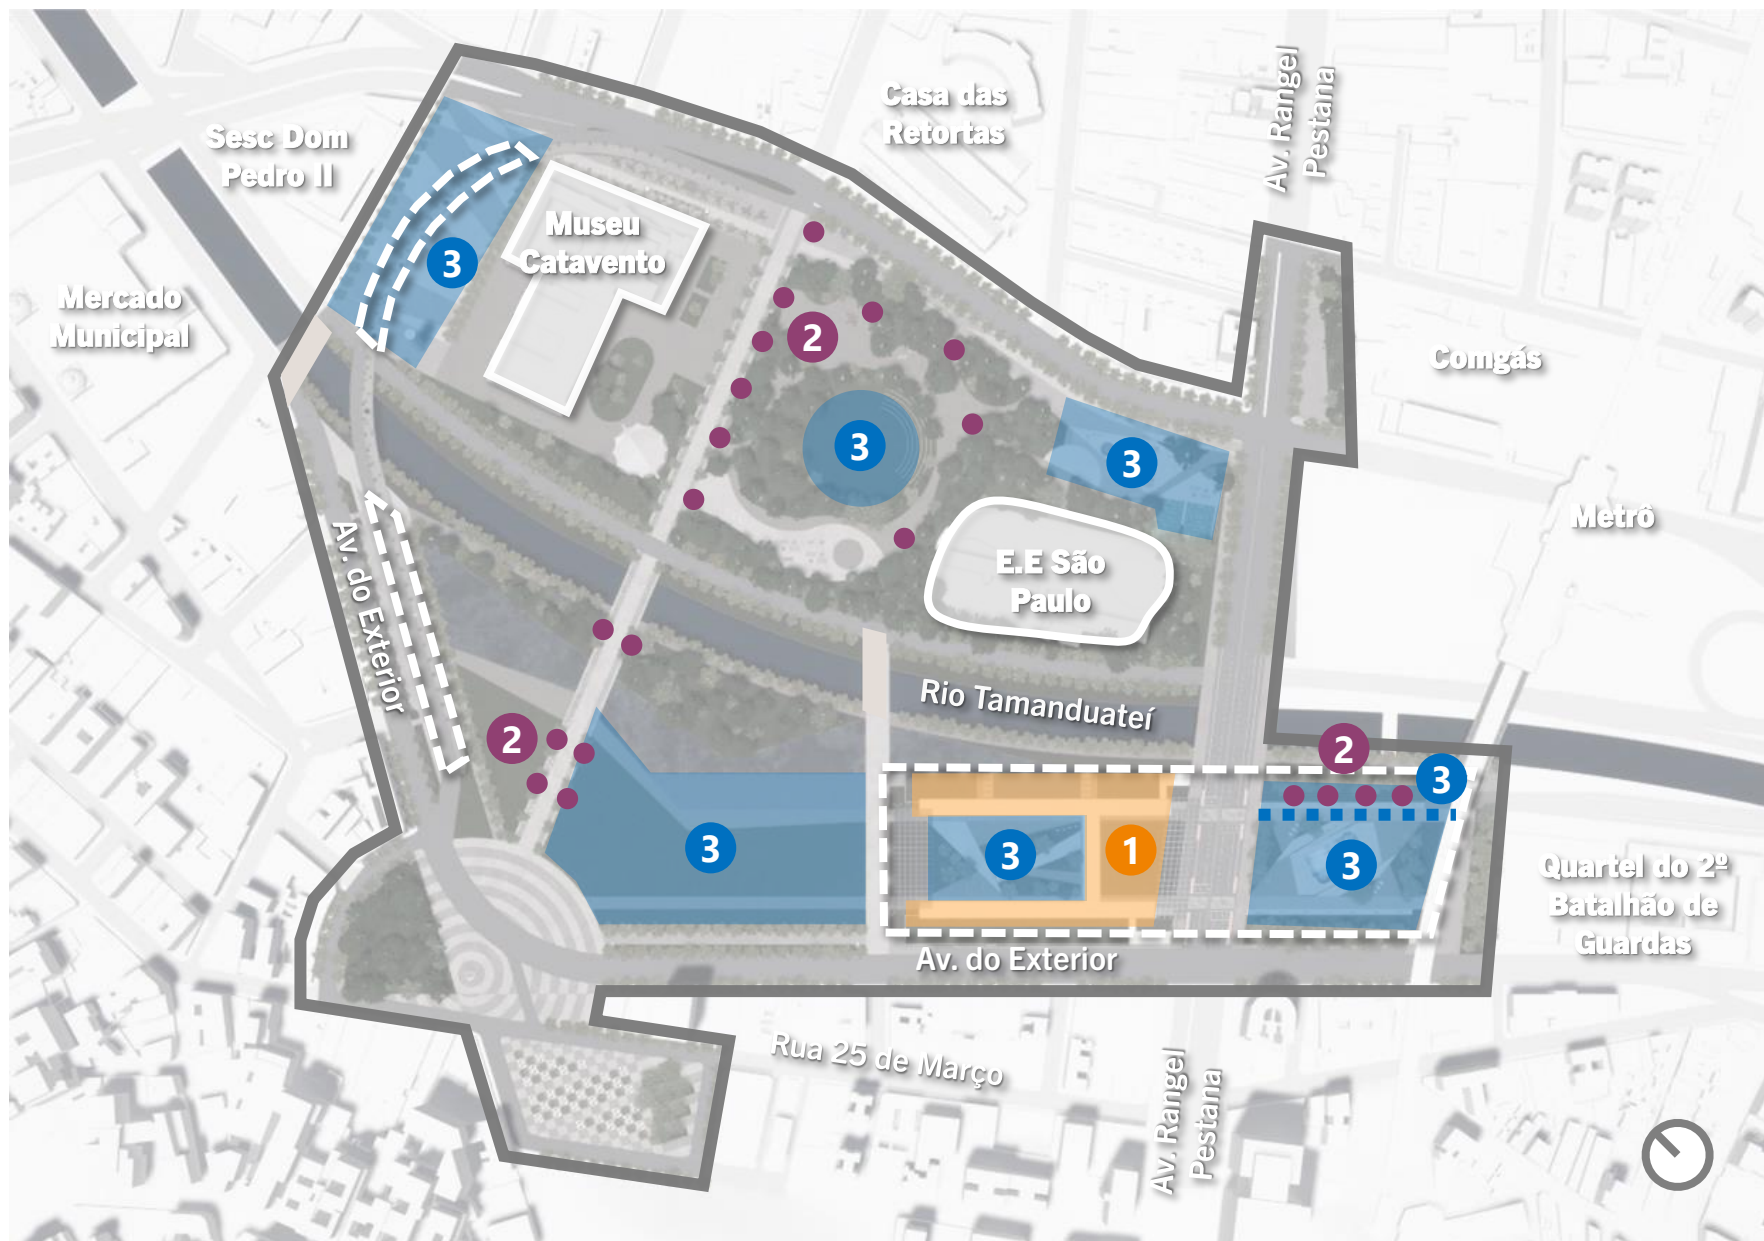 Casa das
Retortas
Av. Rangel
Pestana
Sesc Dom
Pedro II
Museu
Catavento
3
Mercado
Municipal
2
Comgás
3
3
Metrô
Av. do Exterior
E.E São
Paulo
Rio Tamanduateí
2
2
3
3
3
1
3
Quartel do 2º
Batalhão de
Guardas
Av. do Exterior
Rua 25 de Março
Av. Rangel
Pestana